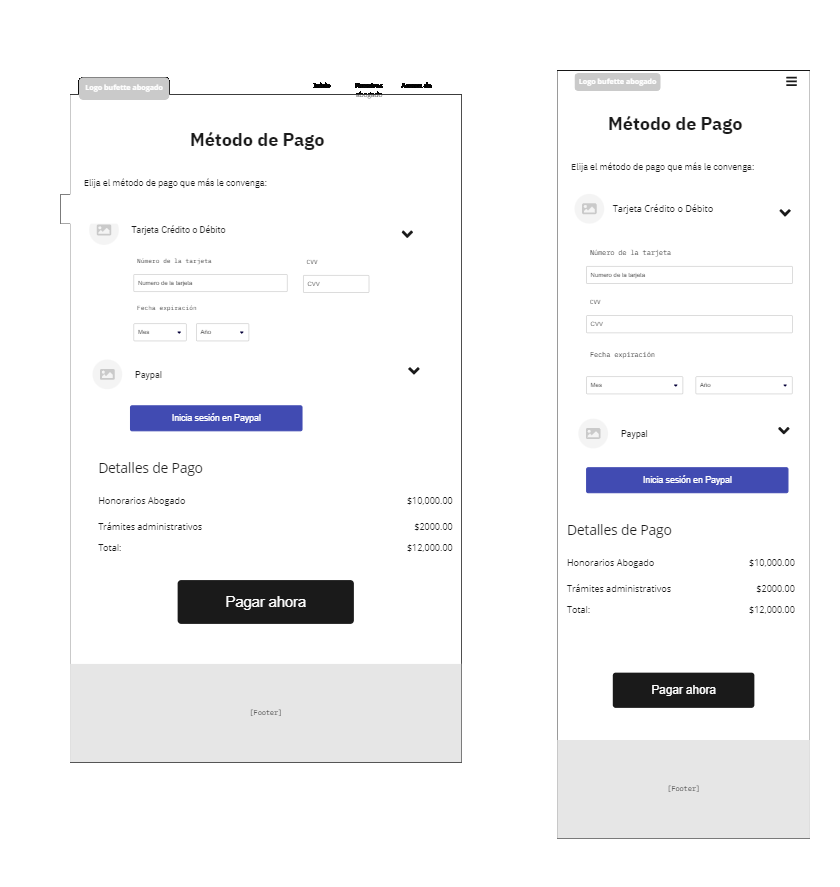 Logo bufette abogado
Inicio
Nuestros
abogado
Acerca de
Método de Pago
Elija el método de pago que más le convenga:
Tarjeta Crédito o Débito
Número de la tarjeta
CVV
Numero de la tarjeta
CVV
Fecha expiración
Mes
Año
Paypal
Inicia sesión en Paypal
Detalles de Pago
Honorarios Abogado $10,000.00
Trámites administrativos $2000.00
Total: $12,000.00
Pagar ahora
[Footer]
Logo bufette abogado
Método de Pago
Elija el método de pago que más le convenga:
Tarjeta Crédito o Débito
Número de la tarjeta
Numero de la tarjeta
CVV
CVV
Fecha expiración
Mes
Año
Paypal
Inicia sesión en Paypal
Detalles de Pago
Honorarios Abogado $10,000.00
Trámites administrativos $2000.00
Total: $12,000.00
Pagar ahora
[Footer]